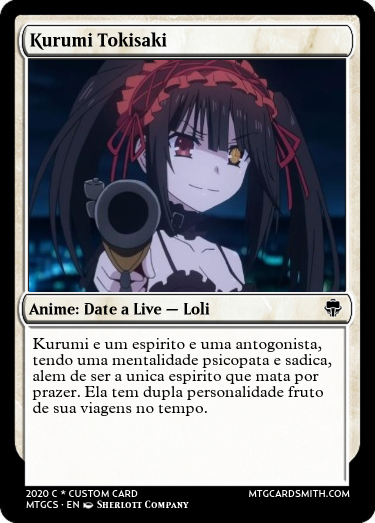 Kurumi Tokisaki
Anime: Date a Live — Loli
Kurumi e um espirito e uma antogonista,
tendo uma mentalidade psicopata e sadica,
alem de ser a unica espirito que mata por
prazer. Ela tem dupla personalidade fruto
de sua viagens no tempo.
2020 C * CUSTOM CARD
MTGCARDSMITH.COM
MTGCS · EN Sherlott Company